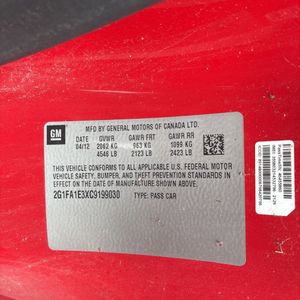 GM
MFD BY GENERAL MOTORS OF CANADA LTD.
DATE GVWR GAWR FRT GAWR RR
04/12 2062 KG 963 KG 1099 KG
4546 LB 2123 LB 2423 LB
THIS VEHICLE CONFORMS TO ALL APPLICABLE U.S. FEDERAL MOTOR
VEHICLE SAFETY, BUMPER, AND THEFT PREVENTION STANDARDS IN
EFFECT ON THE DATE OF MANUFACTURE SHOWN ABOVE.
2G1FA1E3XC9199030 TYPE: PASS CAR